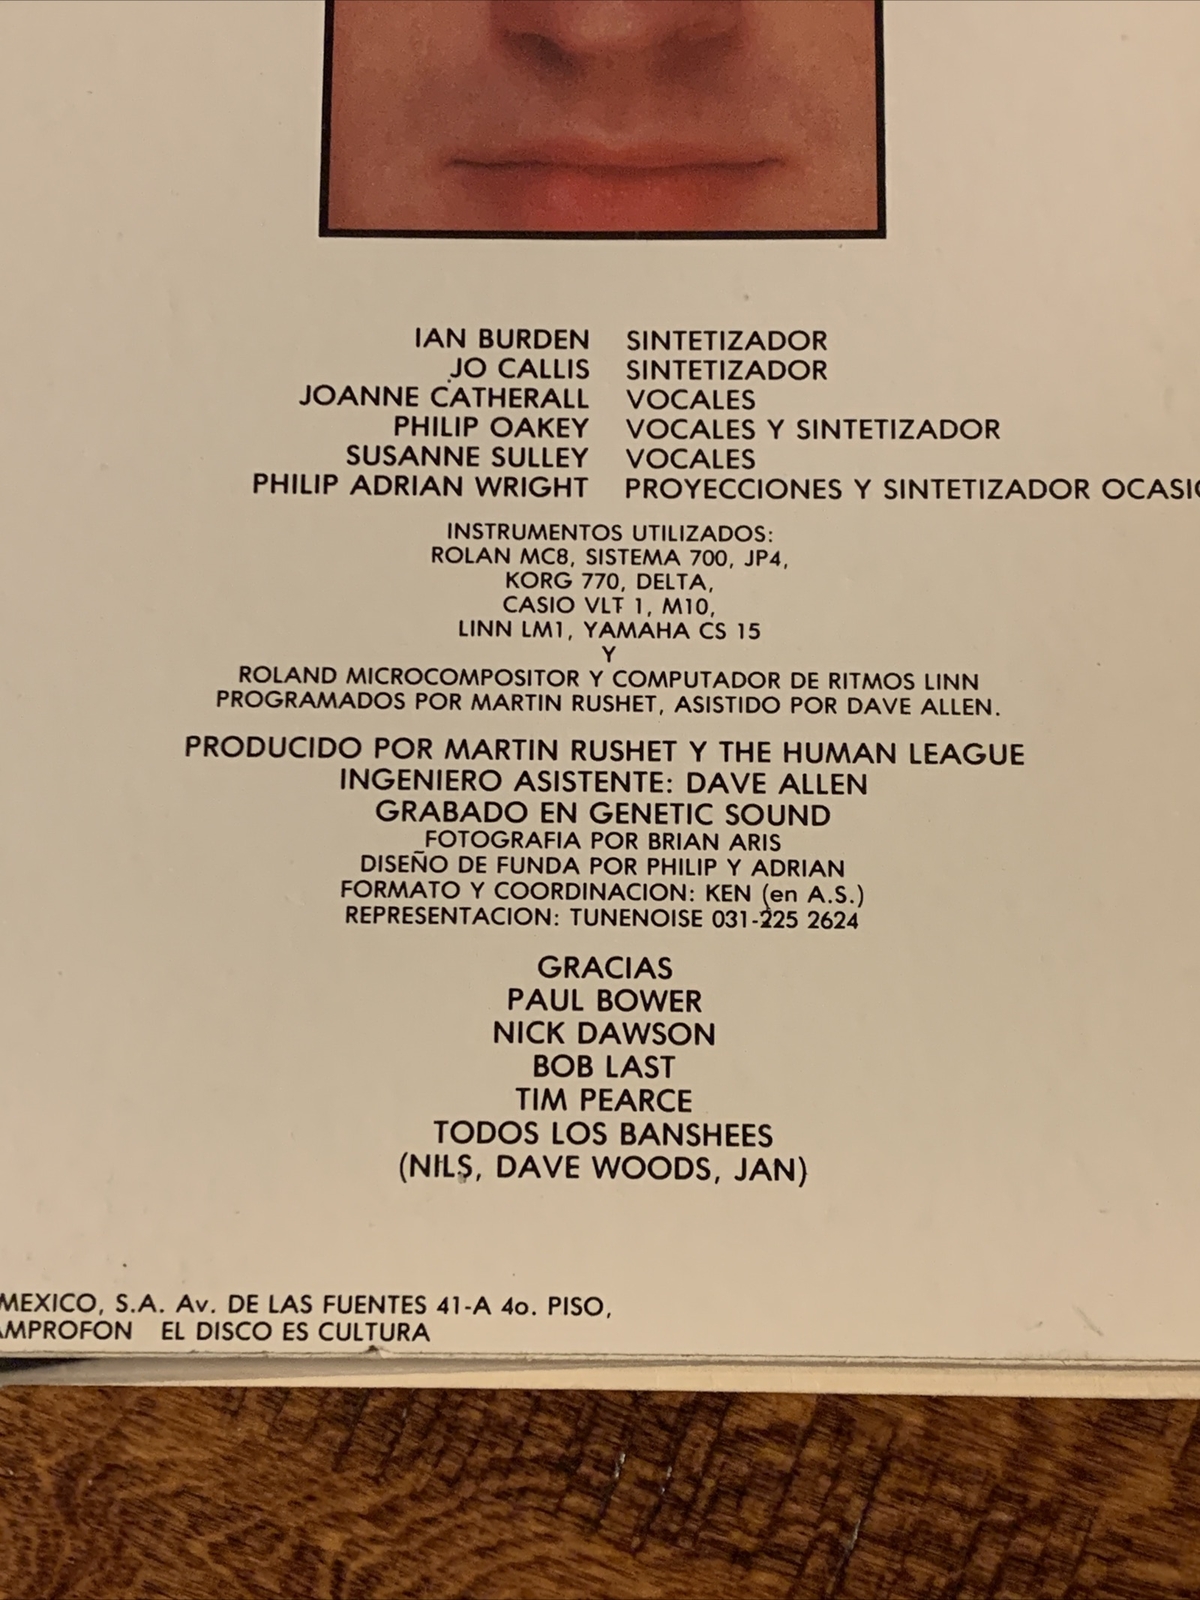 IAN BURDEN SINTETIZADOR
JO CALLIS SINTETIZADOR
JOANNE CATHERALL VOCALES
PHILIP OAKEY VOCALES Y SINTETIZADOR
SUSANNE SULLEY VOCALES
PHILIP ADRIAN WRIGHT PROYECCIONES Y SINTETIZADOR
INSTRUMENTOS UTILIZADOS:
ROLAN MC8, SISTEMA 700, JP4,
KORG 770, DELTA,
CASIO VLT 1, M10,
LINN LM1, YAMAHA CS 15
Y
ROLAND MICROCOMPOSITOR Y COMPUTADOR DE RITMOS LINN
PROGRAMADOS POR MARTIN RUSHET, ASISTIDO POR DAVE ALLEN.
PRODUCIDO POR MARTIN RUSHET Y THE HUMAN LEAGUE
INGENIERO ASISTENTE: DAVE ALLEN
GRABADO EN GENETIC SOUND
FOTOGRAFIA POR BRIAN ARIS
DISEÑO DE FUNDA POR PHILIP Y ADRIAN
FORMATO Y COORDINACION: KEN (en A.S.)
REPRESENTACION: TUNENOISE 031-225 2624
GRACIAS
PAUL BOWER
NICK DAWSON
BOB LAST
TIM PEARCE
TODOS LOS BANSHEES
(NILS, DAVE WOODS, JAN)
MEXICO, S.A. Av. DE LAS FUENTES 41-A 4o. PISO,
AMPROFON EL DISCO ES CULTURA